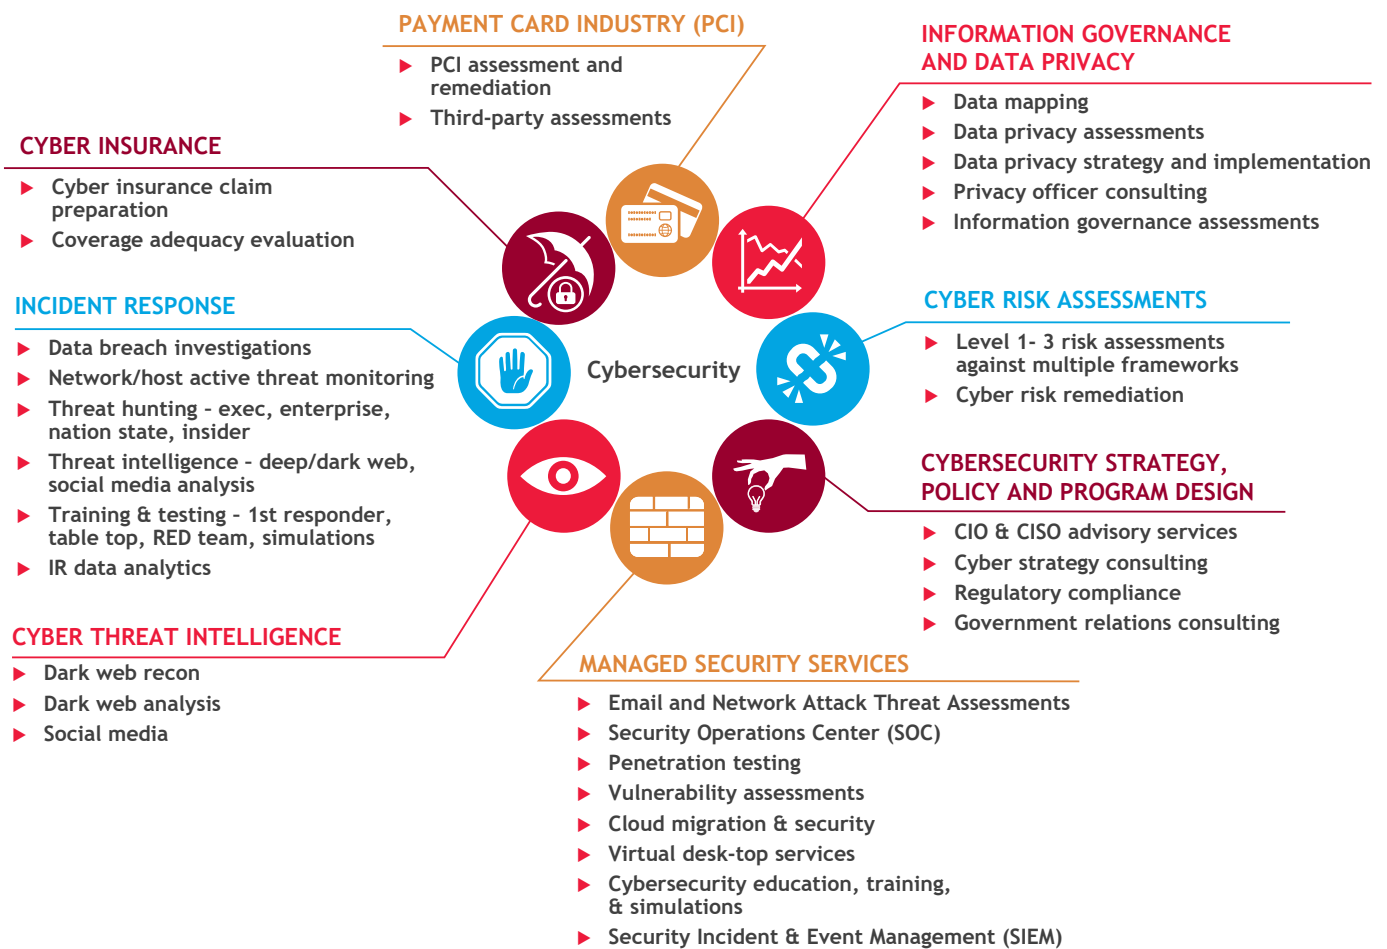 PAYMENT CARD INDUSTRY (PCI)
PCI assessment and
remediation
Third-party assessments
INFORMATION GOVERNANCE
AND DATA PRIVACY
Data mapping
Data privacy assessments
Data privacy strategy and implementation
Privacy officer consulting
Information governance assessments
CYBER INSURANCE
Cyber insurance claim
preparation
Coverage adequacy evaluation
INCIDENT RESPONSE
Data breach investigations
Network/host active threat monitoring
Threat hunting – exec, enterprise,
nation state, insider
Threat intelligence – deep/dark web,
social media analysis
Training & testing – 1st responder,
table top, RED team, simulations
IR data analytics
Cybersecurity
CYBER RISK ASSESSMENTS
Level 1- 3 risk assessments
against multiple frameworks
Cyber risk remediation
CYBERSECURITY STRATEGY,
POLICY AND PROGRAM DESIGN
CIO & CISO advisory services
Cyber strategy consulting
Regulatory compliance
Government relations consulting
CYBER THREAT INTELLIGENCE
Dark web recon
Dark web analysis
Social media
MANAGED SECURITY SERVICES
Email and Network Attack Threat Assessments
Security Operations Center (SOC)
Penetration testing
Vulnerability assessments
Cloud migration & security
Virtual desk-top services
Cybersecurity education, training,
& simulations
Security Incident & Event Management (SIEM)